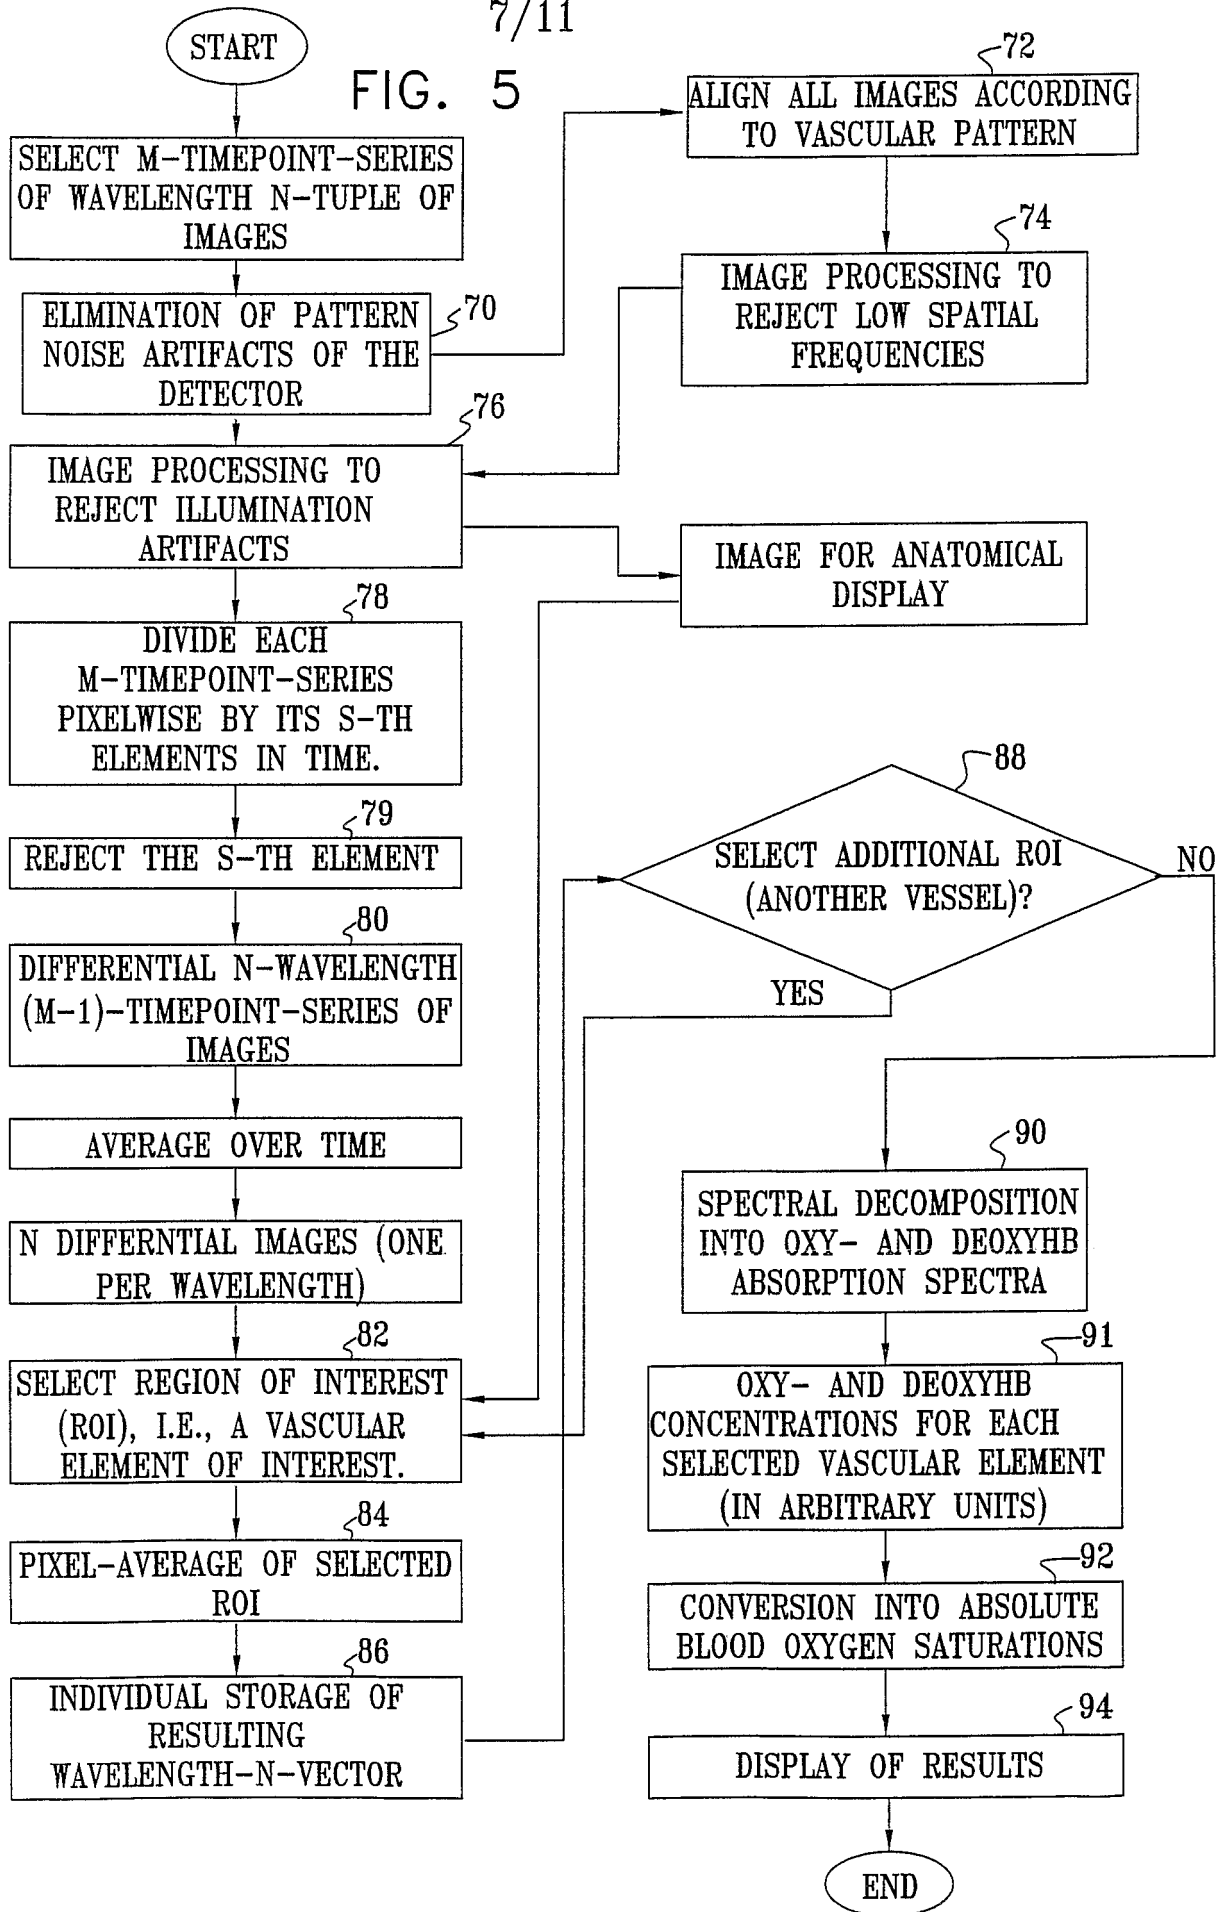 7/11
START
FIG. 5
72
ALIGN ALL IMAGES ACCORDING
TO VASCULAR PATTERN
SELECT M-TIMEPOINT-SERIES
OF WAVELENGTH N-TUPLE OF
IMAGES
74
IMAGE PROCESSING TO
REJECT LOW SPATIAL
FREQUENCIES
70
ELIMINATION OF PATTERN
NOISE ARTIFACTS OF THE
DETECTOR
76
IMAGE PROCESSING TO
REJECT ILLUMINATION
ARTIFACTS
IMAGE FOR ANATOMICAL
DISPLAY
78
DIVIDE EACH
M-TIMEPOINT-SERIES
PIXELWISE BY ITS S-TH
ELEMENTS IN TIME.
79
REJECT THE S-TH ELEMENT
88
SELECT ADDITIONAL ROI
(ANOTHER VESSEL)?
NO
YES
80
DIFFERENTIAL N-WAVELENGTH
(M-1)-TIMEPOINT-SERIES OF
IMAGES
AVERAGE OVER TIME
N DIFFERNTIAL IMAGES (ONE
PER WAVELENGTH)
82
SELECT REGION OF INTEREST
(ROI), I.E., A VASCULAR
ELEMENT OF INTEREST.
84
PIXEL-AVERAGE OF SELECTED
ROI
86
INDIVIDUAL STORAGE OF
RESULTING
WAVELENGTH-N-VECTOR
90
SPECTRAL DECOMPOSITION
INTO OXY- AND DEOXYHB
ABSORPTION SPECTRA
91
OXY- AND DEOXYHB
CONCENTRATIONS FOR EACH
SELECTED VASCULAR ELEMENT
(IN ARBITRARY UNITS)
92
CONVERSION INTO ABSOLUTE
BLOOD OXYGEN SATURATIONS
94
DISPLAY OF RESULTS
END